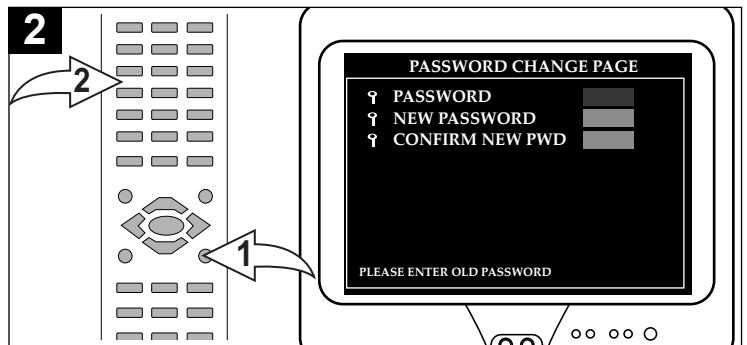 2
2
1
PASSWORD CHANGE PAGE
PASSWORD
NEW PASSWORD
CONFIRM NEW PWD
PLEASE ENTER OLD PASSWORD